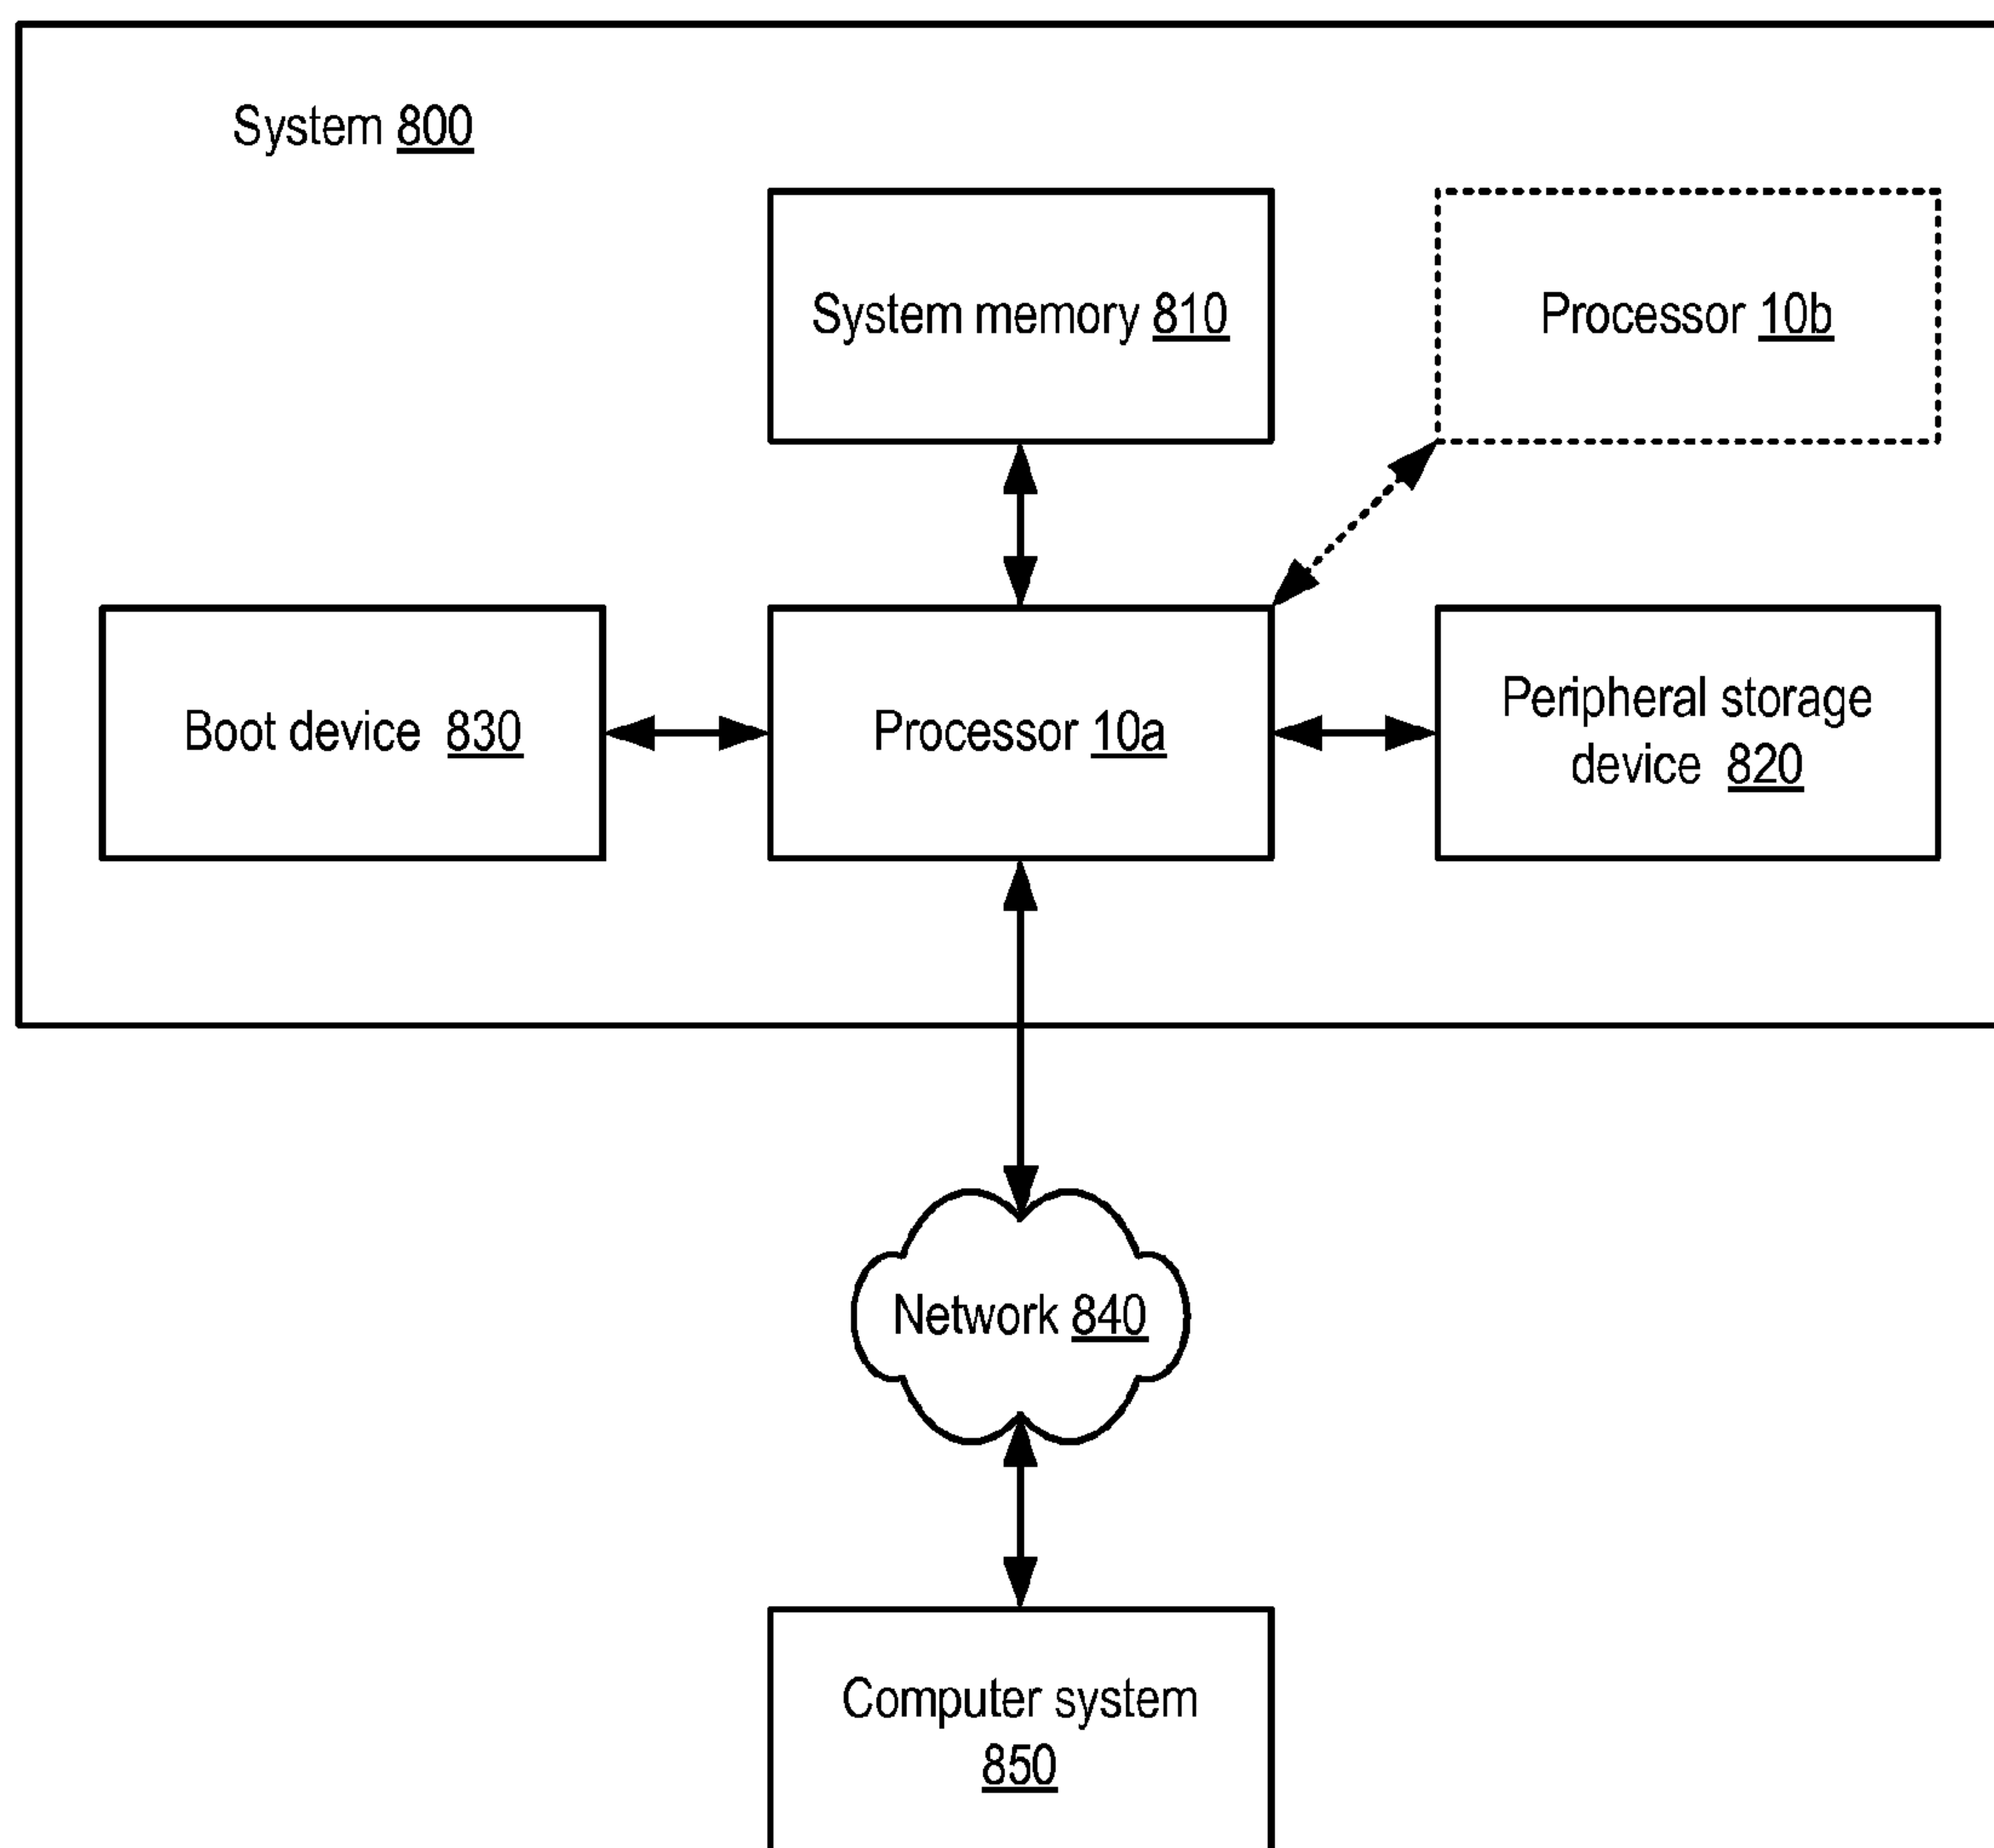 System 800
System memory 810
Processor 10b
Boot device 830
Processor 10a
Peripheral storage
device 820
Network 840
Computer system
850